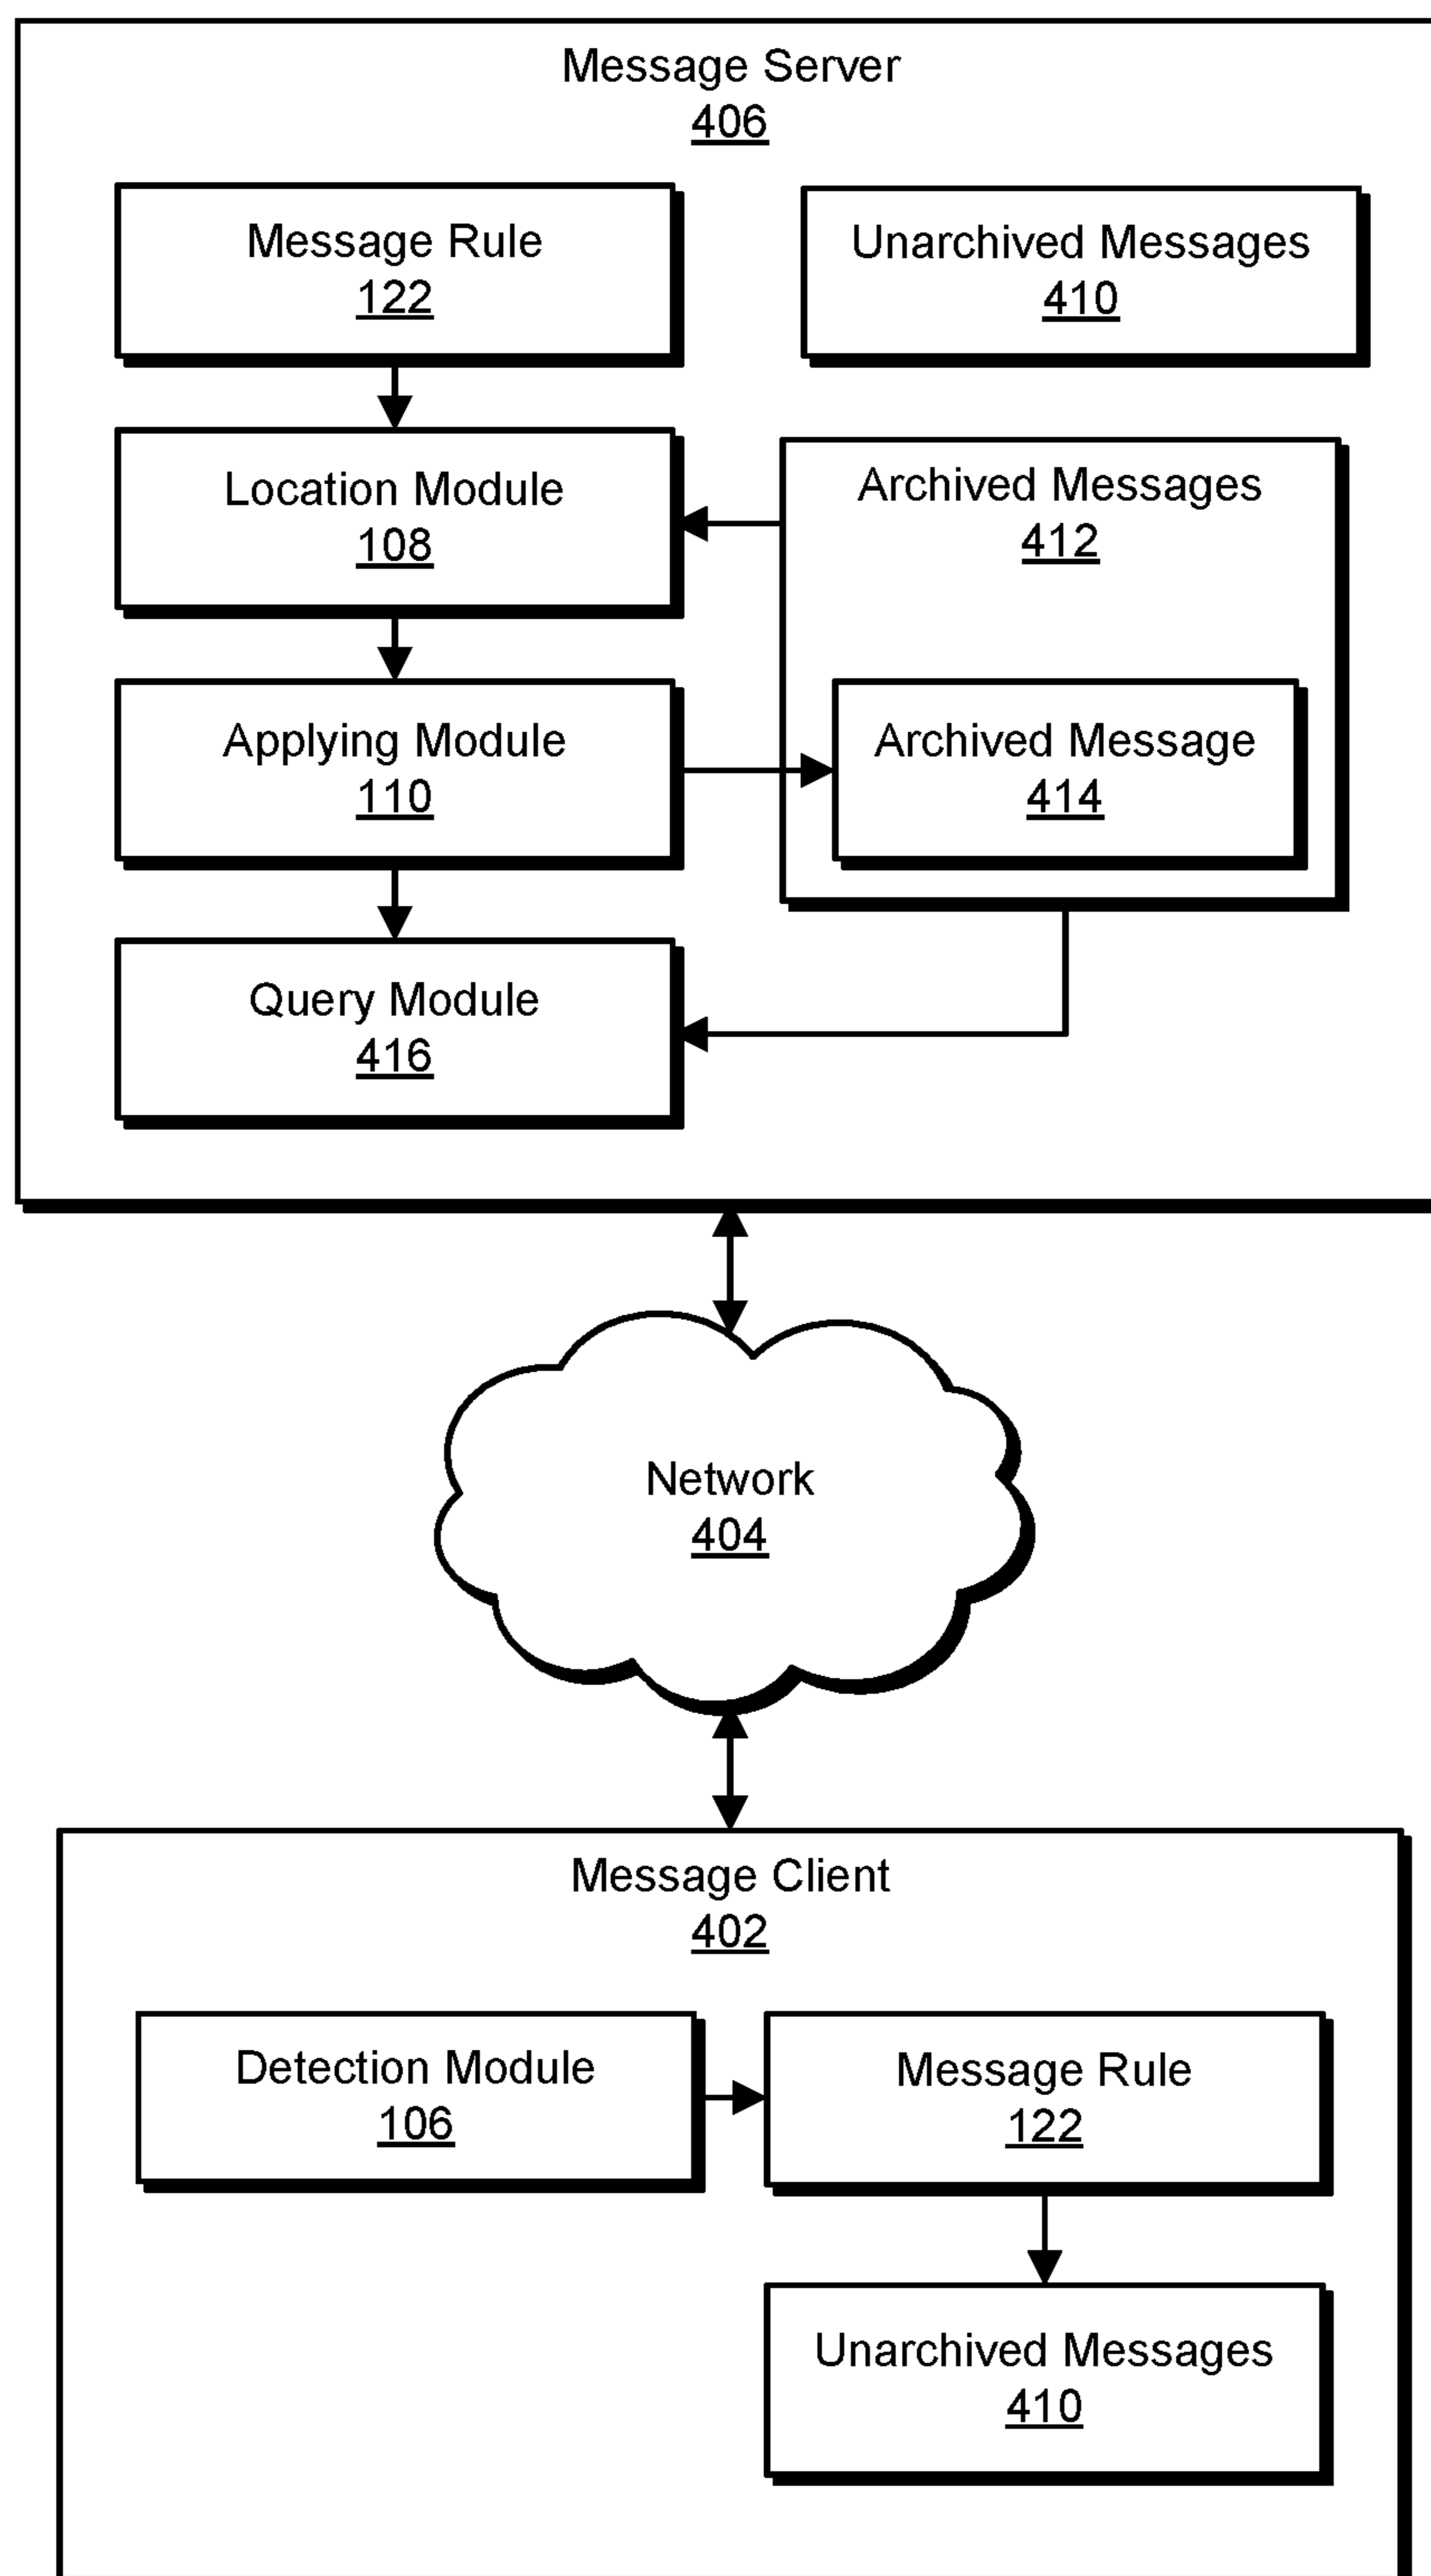 Message Server
406
Message Rule
122
Unarchived Messages
410
Location Module
108
Archived Messages
412
Applying Module
110
Archived Message
414
Query Module
416
Network
404
Message Client
402
Detection Module
106
Message Rule
122
Unarchived Messages
410